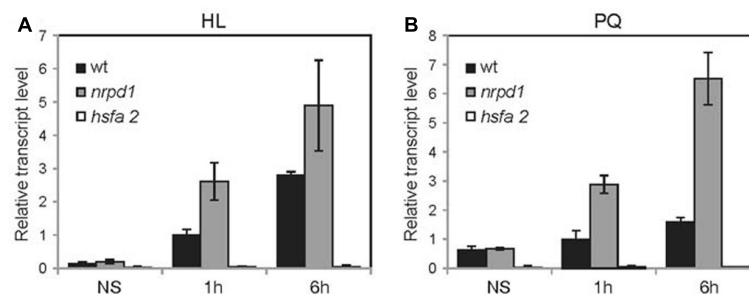 A
HL
Relative transcript level
7
6
5
4
3
2
1
0
wt
nrpd1
hsfa 2
NS
1h
6h
B
PQ
Relative transcript level
8
7
6
5
4
3
2
1
0
wt
nrpd1
hsfa 2
NS
1h
6h